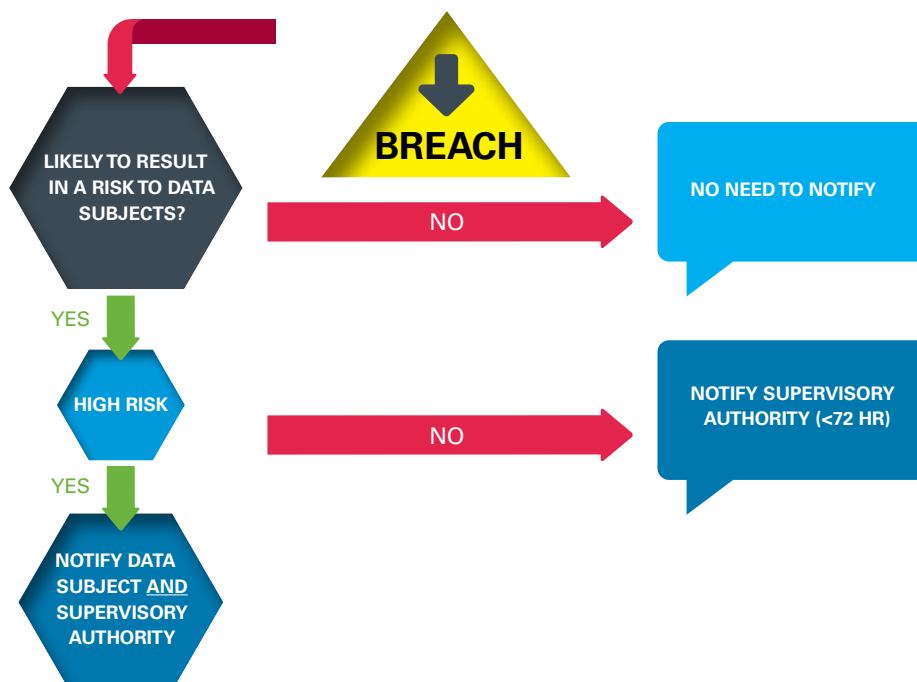 BREACH
LIKELY TO RESULT
IN A RISK TO DATA
SUBJECTS?
NO
NO NEED TO NOTIFY
YES
HIGH RISK
NO
NOTIFY SUPERVISORY
AUTHORITY (<72 HR)
YES
NOTIFY DATA
SUBJECT AND
SUPERVISORY
AUTHORITY